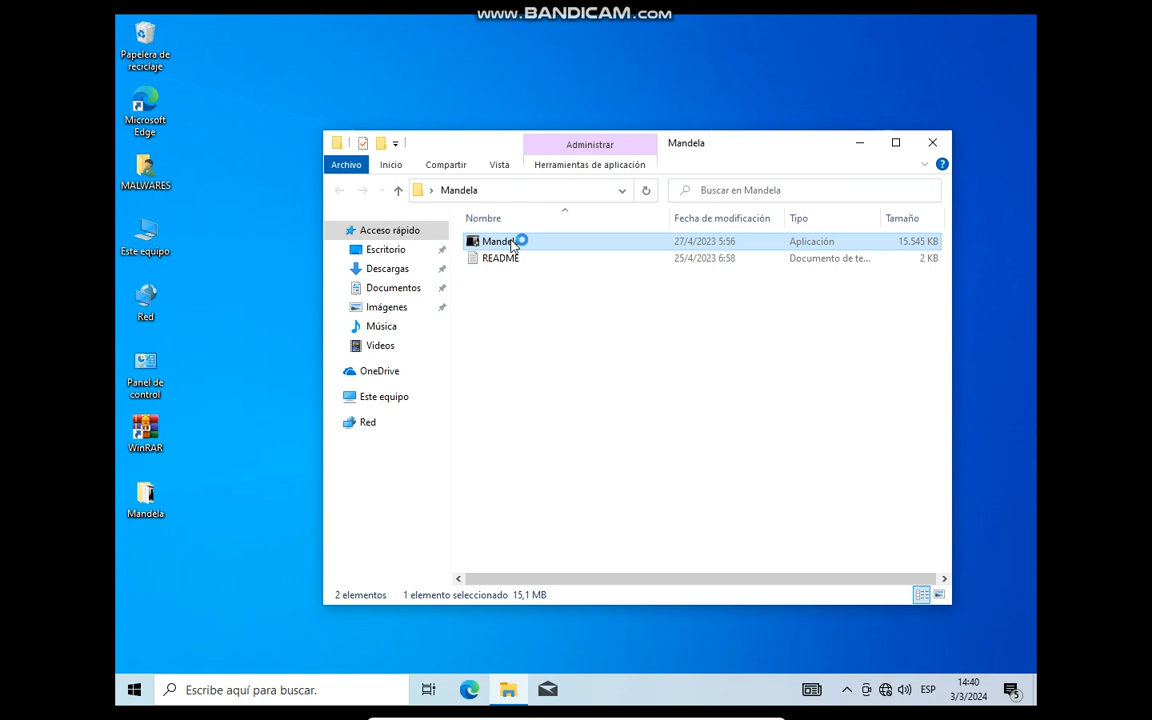 www.BANDICAM.com
Papelera de
reciclaje
Microsoft
Edge
MALWARES
Este equipo
Red
Panel de
control
WinRAR
Mandela
Administrar
Mandela
Archivo
Inicio
Compartir
Vista
Herramientas de aplicación
Mandela
Buscar en Mandela
Nombre
Fecha de modificación
Tipo
Tamaño
27/4/2023 5:56
Aplicación
15.545 KB
README
25/4/2023 6:58
Documento de te...
2 KB
Acceso rápido
Escritorio
Descargas
Documentos
Imágenes
Música
Videos
OneDrive
Este equipo
Red
2 elementos
1 elemento seleccionado 15,1 MB
Escribe aquí para buscar.
ESP
14:40
3/3/2024
5